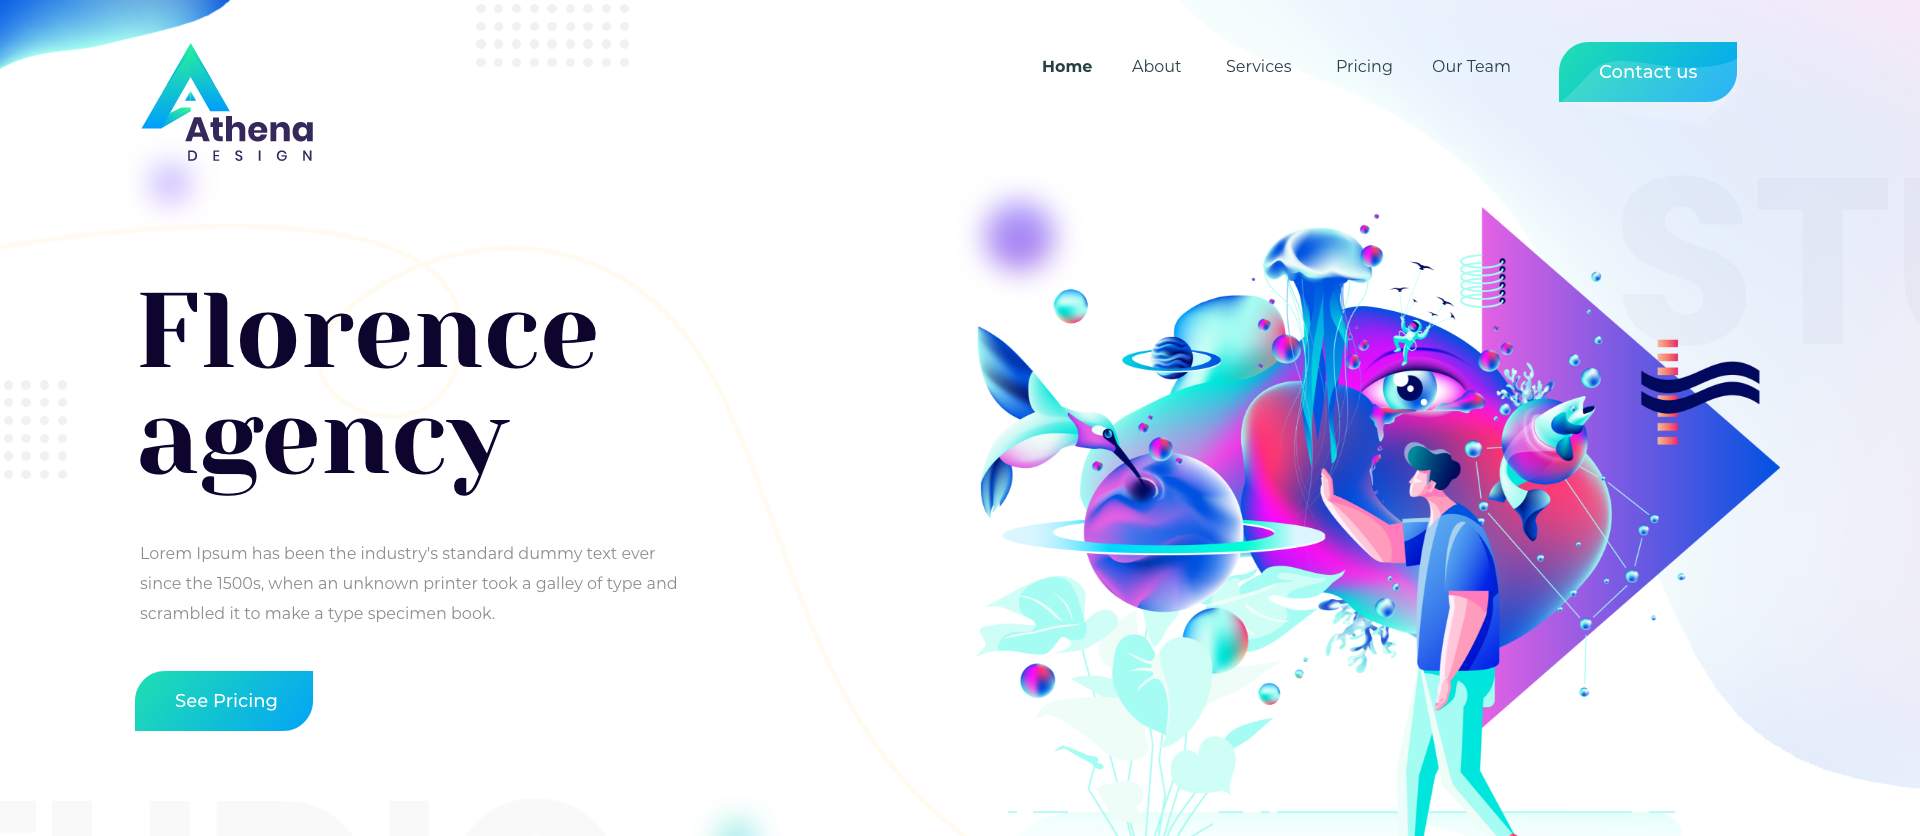 Athena
DESIGN
Home About Services Pricing Our Team Contact us
Florence
agency
Lorem Ipsum has been the industry's standard dummy text ever
since the 1500s, when an unknown printer took a galley of type and
scrambled it to make a type specimen book.
See Pricing